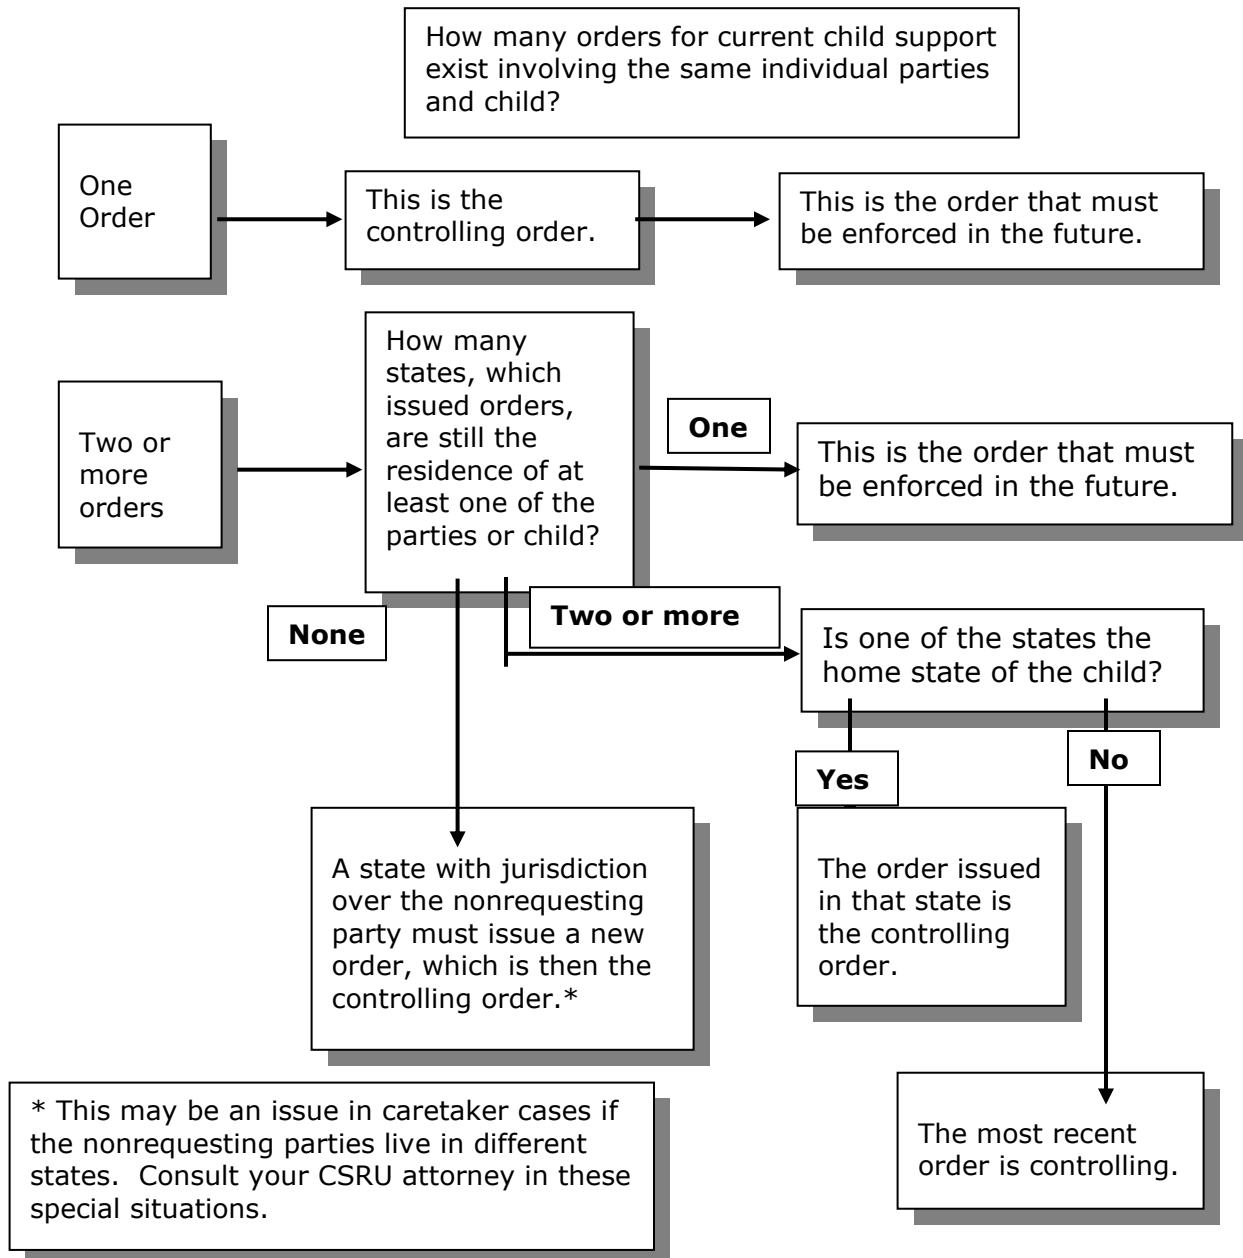 How many orders for current child support
exist involving the same individual parties
and child?
One
Order
This is the
controlling order.
This is the order that must
be enforced in the future.
Two or
more
orders
How many
states, which
issued orders,
are still the
residence of at
least one of the
parties or child?
One
This is the order that must
be enforced in the future.
None
Two or more
Is one of the states the
home state of the child?
Yes
No
A state with jurisdiction
over the nonrequesting
party must issue a new
order, which is then the
controlling order.*
The order issued
in that state is
the controlling
order.
The most recent
order is controlling.
* This may be an issue in caretaker cases if
the nonrequesting parties live in different
states.  Consult your CSRU attorney in these
special situations.